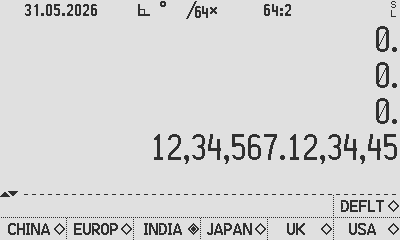 31.05.2026 ⊾° /64× 64:2 S L
0.
0.
0.
12,34,567.12,34,45
DEFLT◇
CHINA◇ EUROP◇ INDIA◈ JAPAN◇ UK ◇ USA ◇